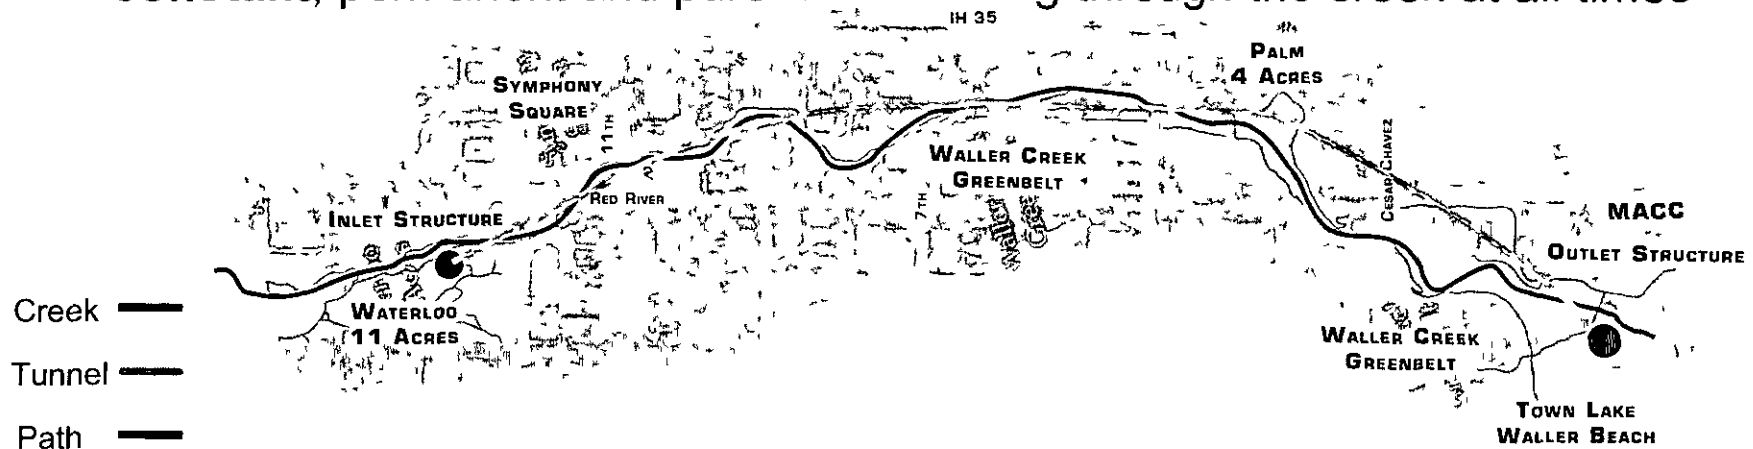 IH 35
PALM
4 ACRES
SYMPHONY
SQUARE
11TH
CESAR CHAVEZ
WALLER CREEK
GREENBELT
RED RIVER
7TH
INLET STRUCTURE
MACC
OUTLET STRUCTURE
Creek
WATERLOO
11 ACRES
WALLER CREEK
GREENBELT
Tunnel
TOWN LAKE
WALLER BEACH
Path